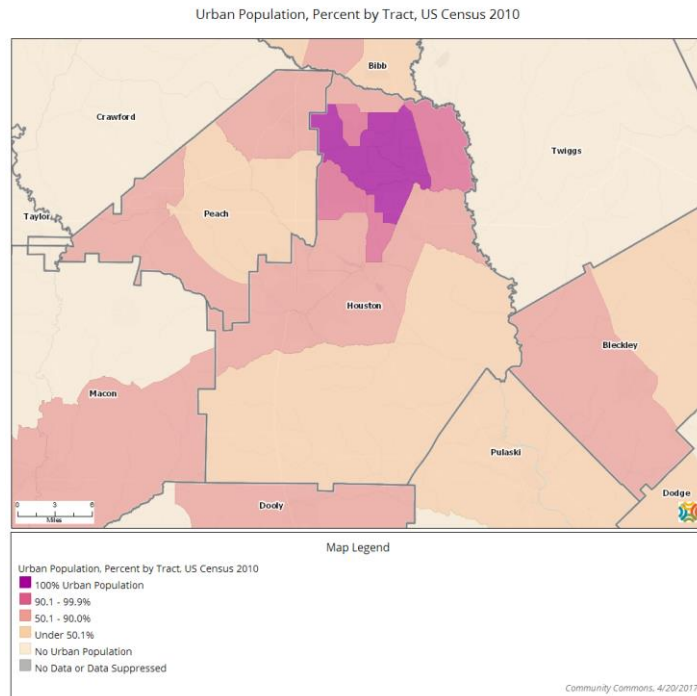 Urban Population, Percent by Tract, US Census 2010
Bibb
Crawford
Twiggs
Taylor
Peach
Houston
Bleckley
Macon
Pulaski
Dooly
Dodge
0 3 6
Miles
Map Legend
Urban Population, Percent by Tract, US Census 2010
100% Urban Population
90.1 - 99.9%
50.1 - 90.0%
Under 50.1%
No Urban Population
No Data or Data Suppressed
Community Commons, 4/20/2017